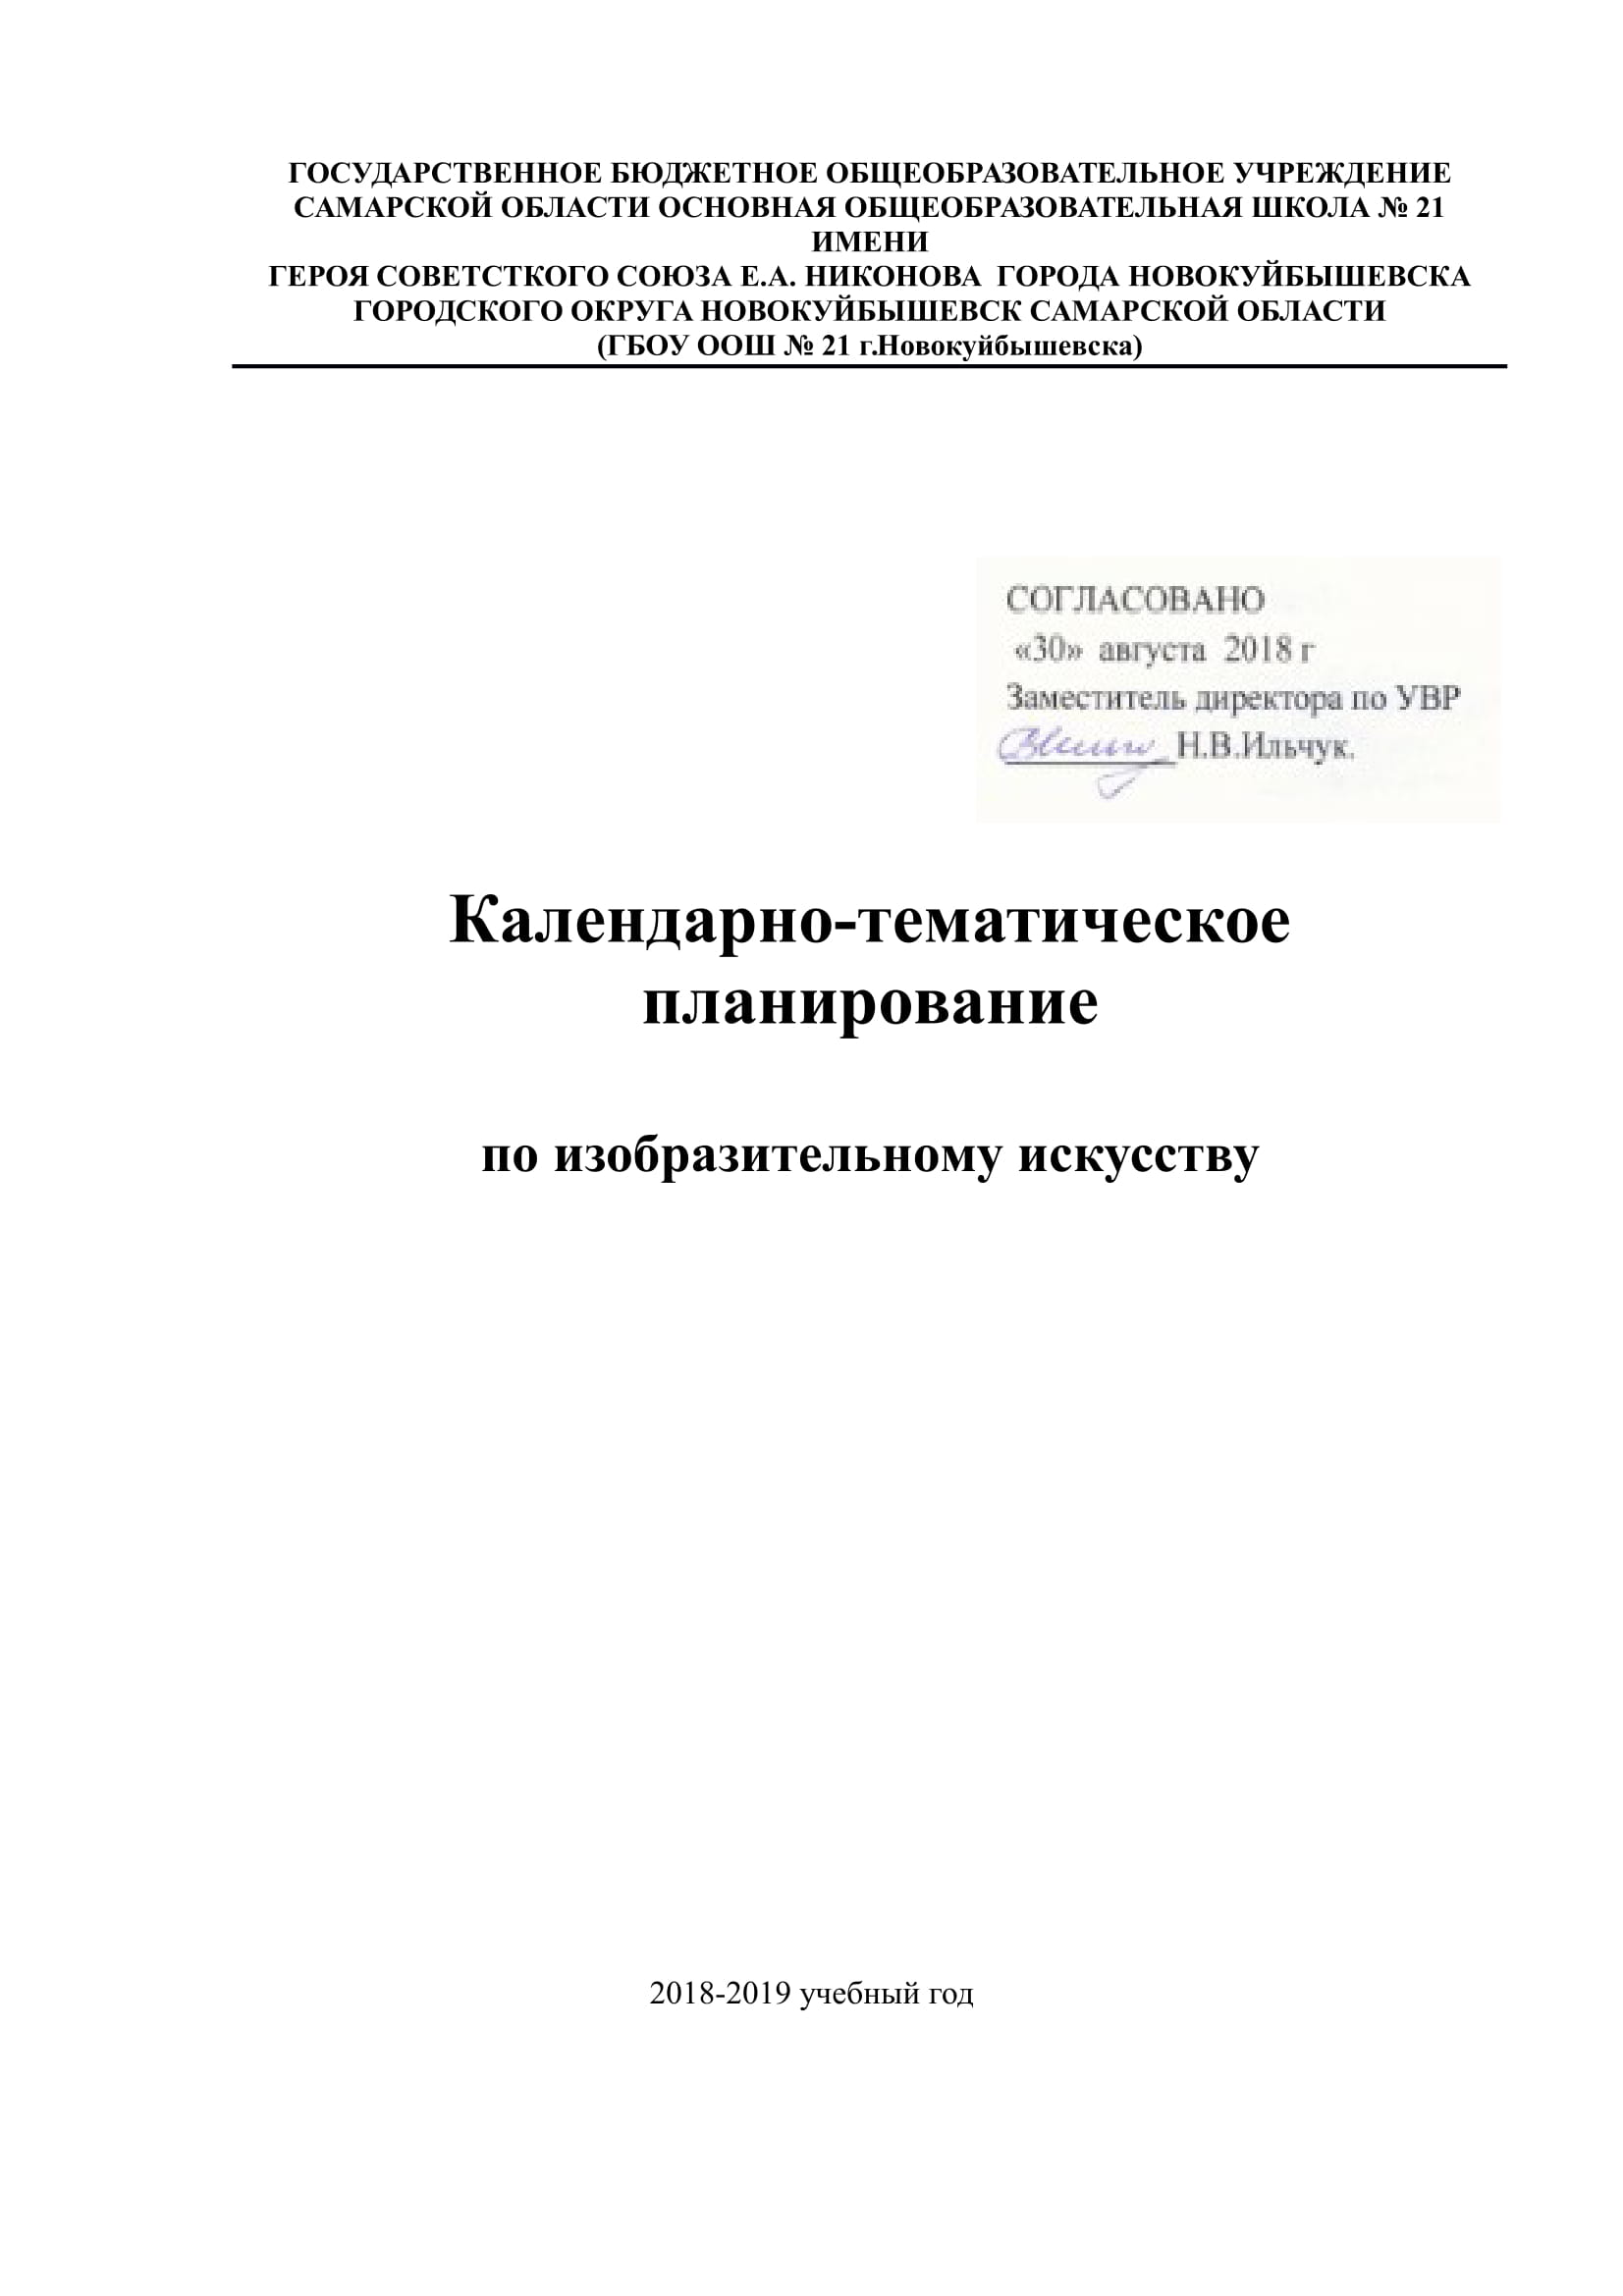 ГОСУДАРСТВЕННОЕ БЮДЖЕТНОЕ ОБЩЕОБРАЗОВАТЕЛЬНОЕ УЧРЕЖДЕНИЕ
САМАРСКОЙ ОБЛАСТИ ОСНОВНАЯ ОБЩЕОБРАЗОВАТЕЛЬНАЯ ШКОЛА № 21
ИМЕНИ
ГЕРОЯ СОВЕТСТКОГО СОЮЗА Е.А. НИКОНОВА ГОРОДА НОВОКУЙБЫШЕВСКА
ГОРОДСКОГО ОКРУГА НОВОКУЙБЫШЕВСК САМАРСКОЙ ОБЛАСТИ
(ГБОУ ООШ № 21 г.Новокуйбышевска)
СОГЛАСОВАНО
«30» августа 2018 г
Заместитель директора по УВР
Н.В.Ильчук.
Календарно-тематическое
планирование
по изобразительному искусству
2018-2019 учебный год